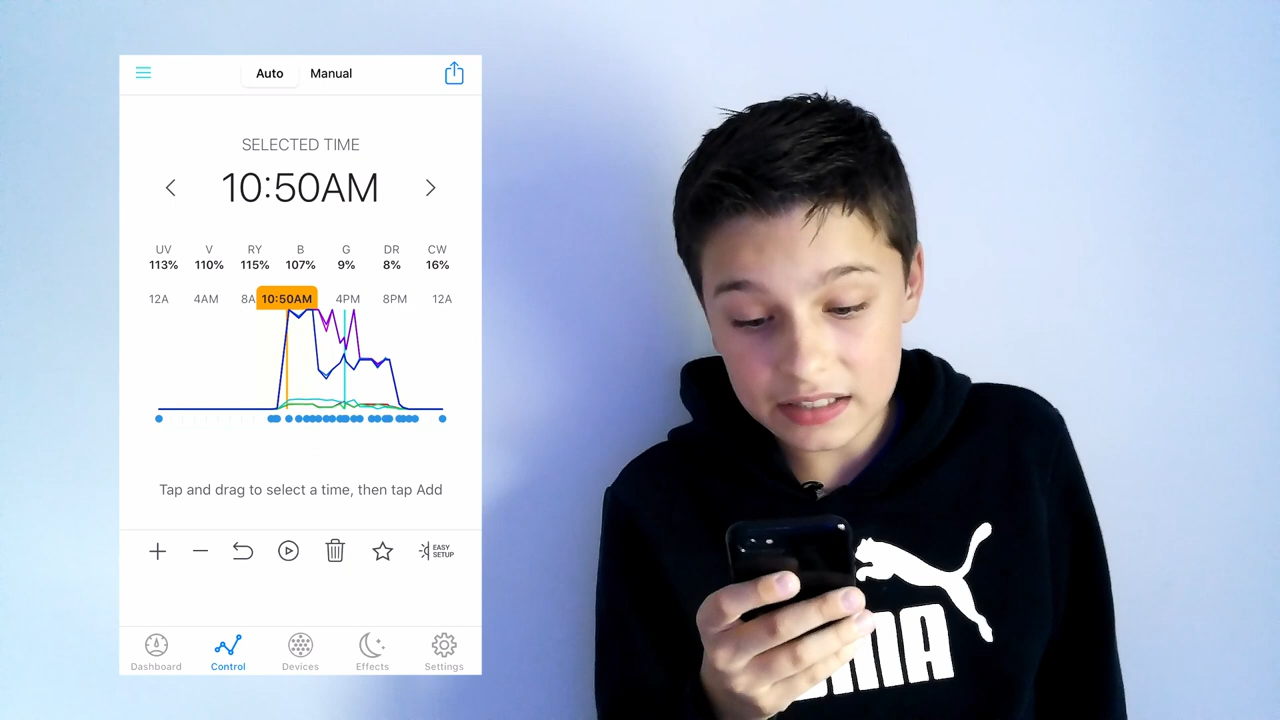 Auto Manual
SELECTED TIME
10:50AM
UV V RY B G DR CW
113% 110% 115% 107% 9% 8% 16%
12A 4AM 8A 10:50AM 4PM 8PM 12A
Tap and drag to select a time, then tap Add
EASY
SETUP
Dashboard Control Devices Effects Settings